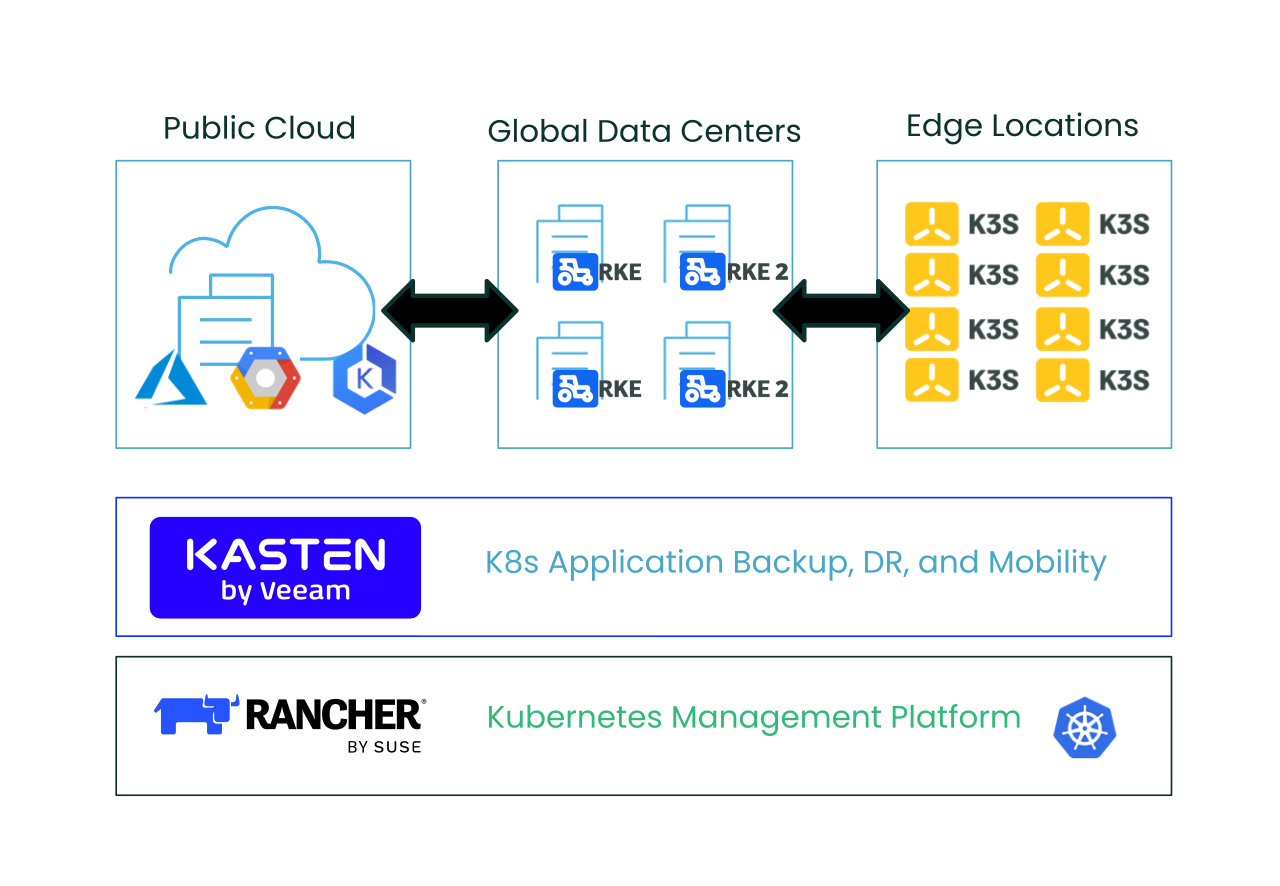 Public Cloud
Global Data Centers
Edge Locations
K
RKE
RKE 2
RKE
RKE 2
K3S
K3S
K3S
K3S
K3S
K3S
K3S
K3S
KASTEN
by Veeam
K8s Application Backup, DR, and Mobility
RANCHER®
BY SUSE
Kubernetes Management Platform